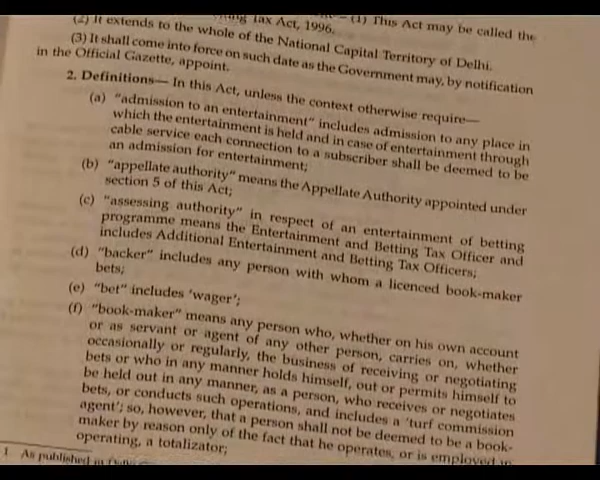 (1) This Act may be called the
Tax Act, 1996.
(2) It extends to the whole of the National Capital Territory of Delhi.
(3) It shall come into force on such date as the Government may, by notification
in the Official Gazette, appoint.
2. Definitions— In this Act, unless the context otherwise require—
(a) "admission to an entertainment" includes admission to any place in
which the entertainment is held and in case of entertainment through
cable service each connection to a subscriber shall be deemed to be
an admission for entertainment;
(b) "appellate authority" means the Appellate Authority appointed under
section 5 of this Act;
(c) "assessing authority" in respect of an entertainment of betting
programme means the Entertainment and Betting Tax Officer and
includes Additional Entertainment and Betting Tax Officers;
(d) "backer" includes any person with whom a licenced book-maker
bets;
(e) "bet" includes 'wager';
(f) "book-maker" means any person who, whether on his own account
or as servant or agent of any other person, carries on, whether
occasionally or regularly, the business of receiving or negotiating
bets or who in any manner holds himself, out or permits himself to
be held out in any manner, as a person, who receives or negotiates
bets, or conducts such operations, and includes a 'turf commission
agent'; so, however, that a person shall not be deemed to be a book-
maker by reason only of the fact that he operates, or is employed in
operating, a totalizator;
1. As published in